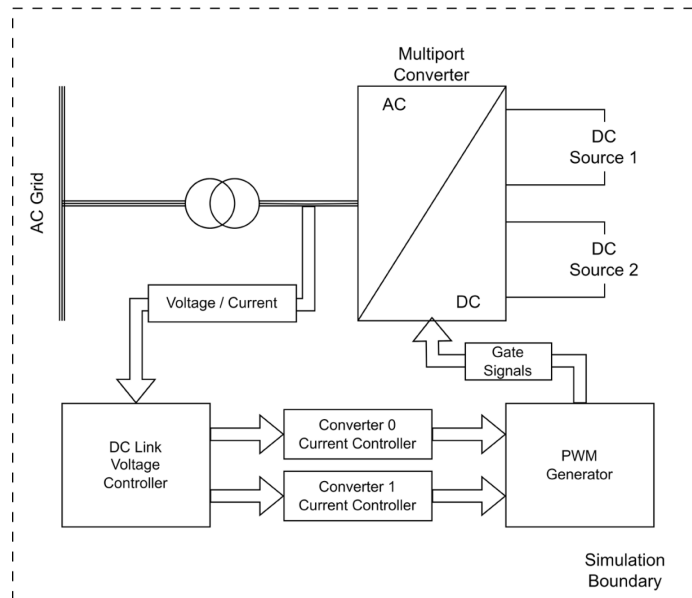 Multiport
Converter
AC
DC
Source 1
AC Grid
DC
Source 2
DC
Voltage / Current
Gate
Signals
DC Link
Voltage
Controller
Converter 0
Current Controller
Converter 1
Current Controller
PWM
Generator
Simulation
Boundary